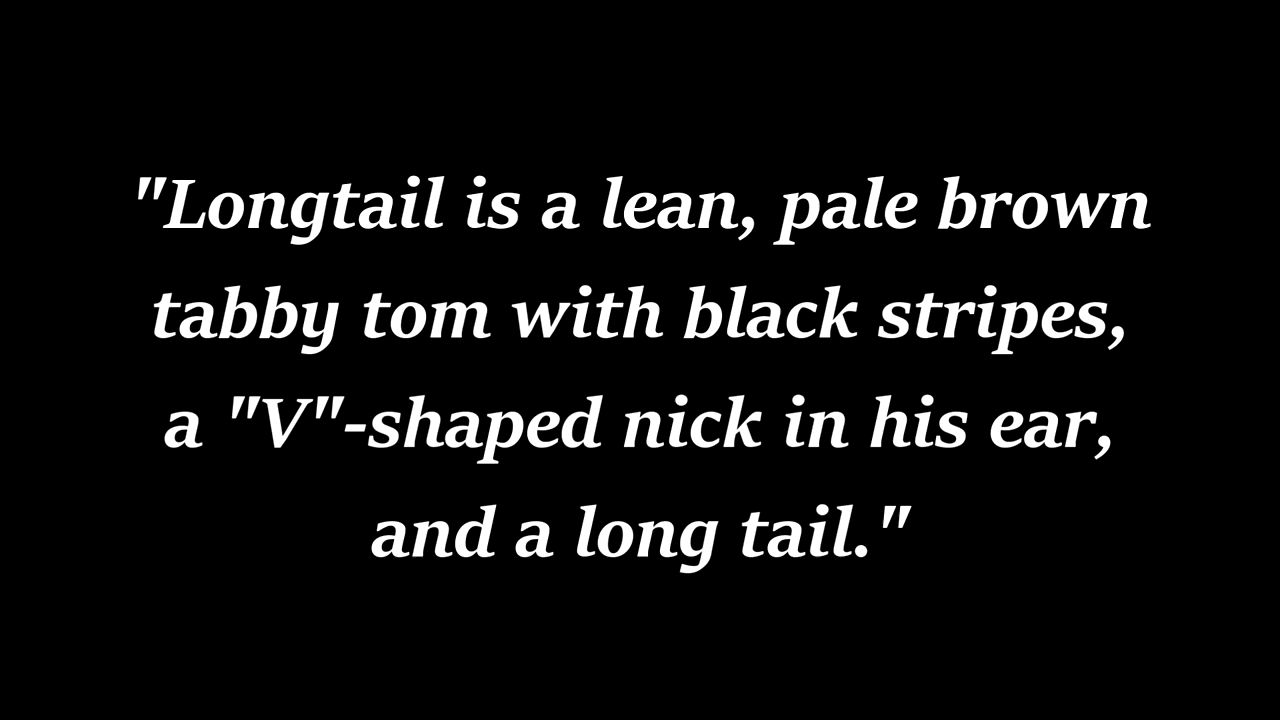 "Longtail is a lean, pale brown
tabby tom with black stripes,
a "V"-shaped nick in his ear,
and a long tail."